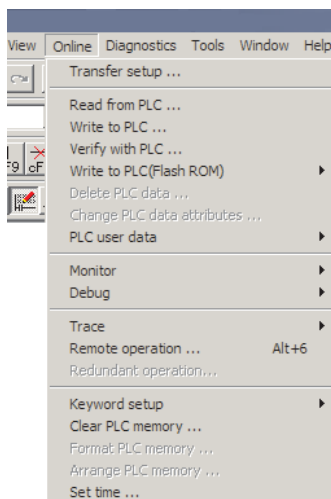 View Online Diagnostics Tools Window Help
Transfer setup ...
Read from PLC ...
Write to PLC ...
Verify with PLC ...
Write to PLC(Flash ROM)
F9 cF
Delete PLC data ...
Change PLC data attributes ...
PLC user data
Monitor
Debug
Trace
Remote operation ... Alt+6
Redundant operation...
Keyword setup
Clear PLC memory ...
Format PLC memory ...
Arrange PLC memory ...
Set time ...